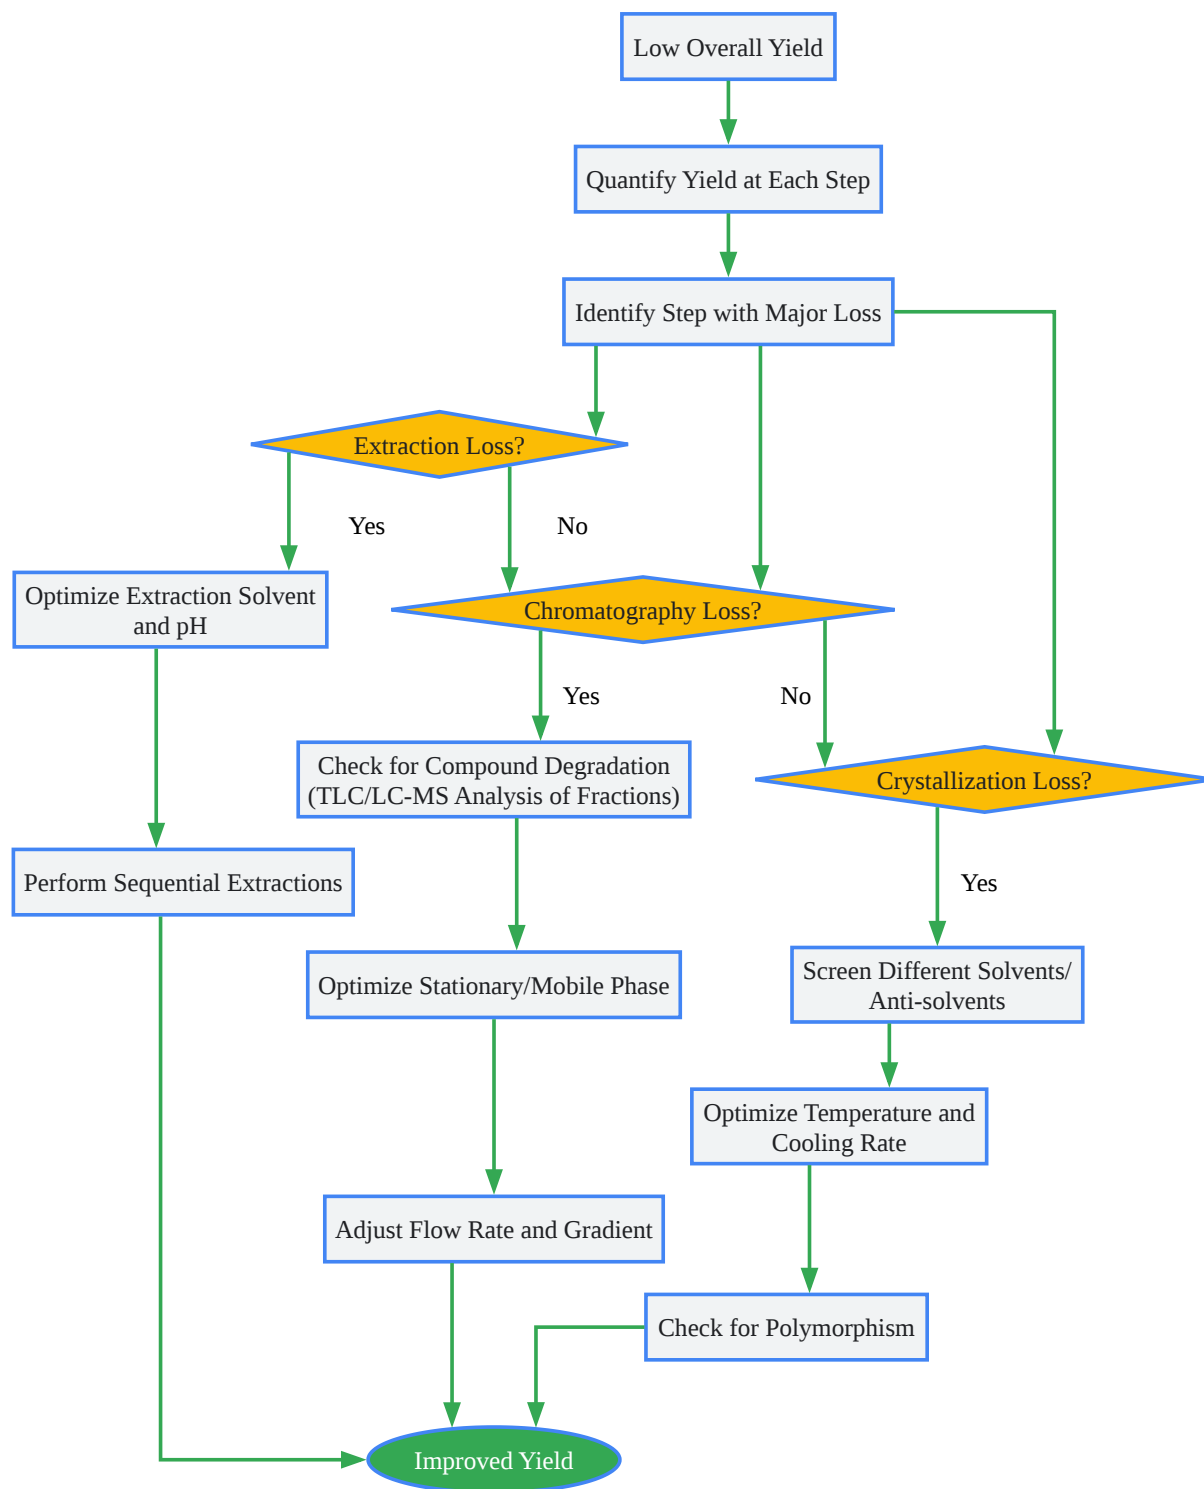 Low Overall Yield
Quantify Yield at Each Step
Identify Step with Major Loss
Extraction Loss?
Yes
No
Optimize Extraction Solvent
and pH
Chromatography Loss?
Yes
No
Check for Compound Degradation
(TLC/LC-MS Analysis of Fractions)
Crystallization Loss?
Perform Sequential Extractions
Yes
Optimize Stationary/Mobile Phase
Screen Different Solvents/
Anti-solvents
Optimize Temperature and
Cooling Rate
Adjust Flow Rate and Gradient
Check for Polymorphism
Improved Yield